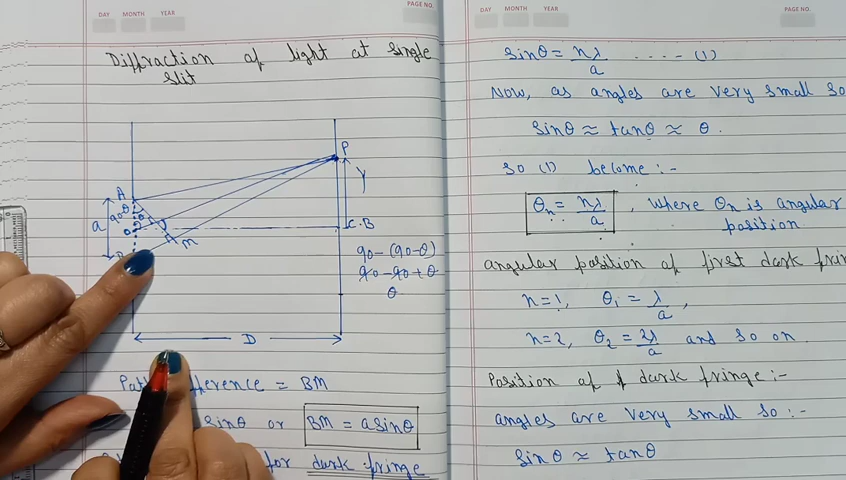 DAY MONTH YEAR
PAGE NO.
Diffraction of light at single
slit
A
P
Y
a
θ
90-θ
O
M
C.B
90-(90-θ)
90-90+θ
θ
D
Path difference = BM
sinθ or BM = asinθ
for dark fringe
DAY MONTH YEAR
PAGE NO.
sinθ = nλ/a ---- (1)
Now, as angles are very small so
sinθ ≈ tanθ ≈ θ.
so (1) become :-
θn = nλ/a , where θn is angular
position.
angular position of first dark
n=1, θ1 = λ/a,
n=2, θ2 = 2λ/a and so on.
Position of dark fringe :-
angles are very small so :-
sinθ ≈ tanθ